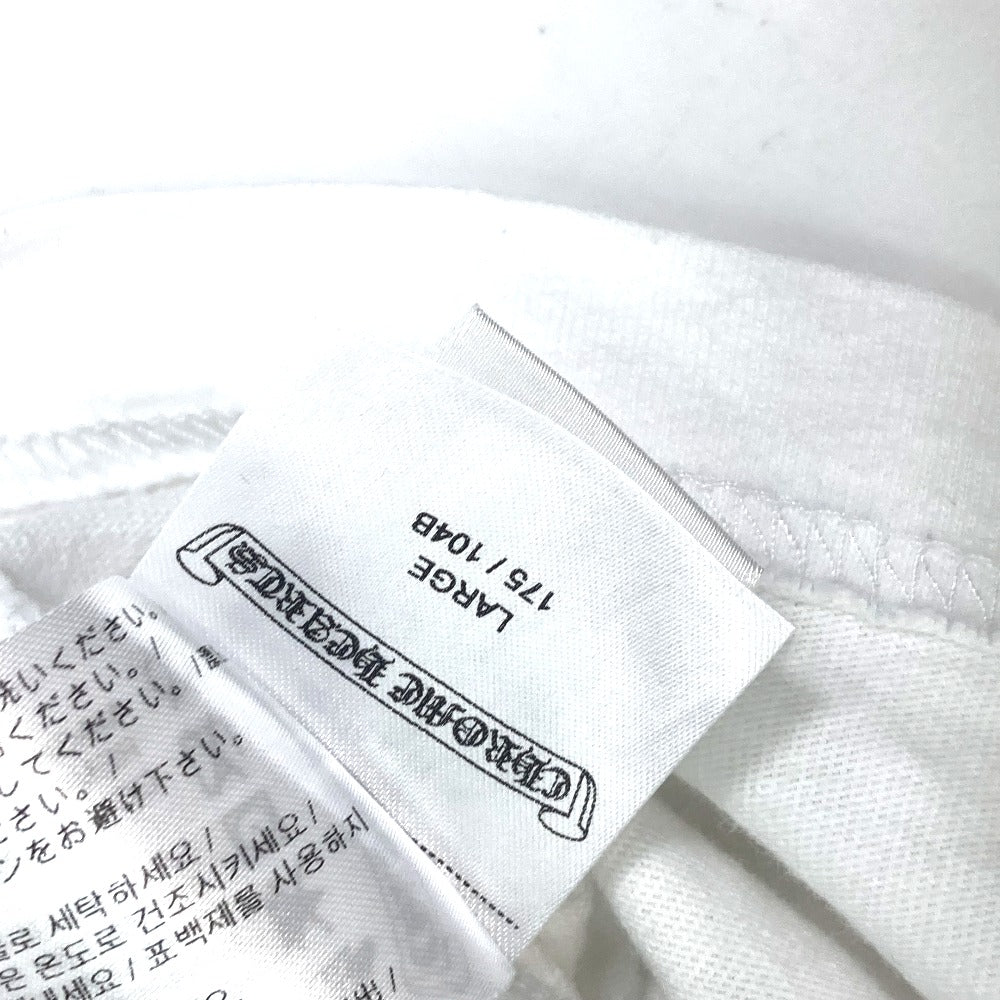 CHROME HEARTS
LARGE
175 / 104B
洗いください。
ください。/
してください。/
ださい。/
ンをお避け下さい。
로 세탁하세요 /
은 온도로 건조시키세요 /
세요 / 표백제를 사용하지